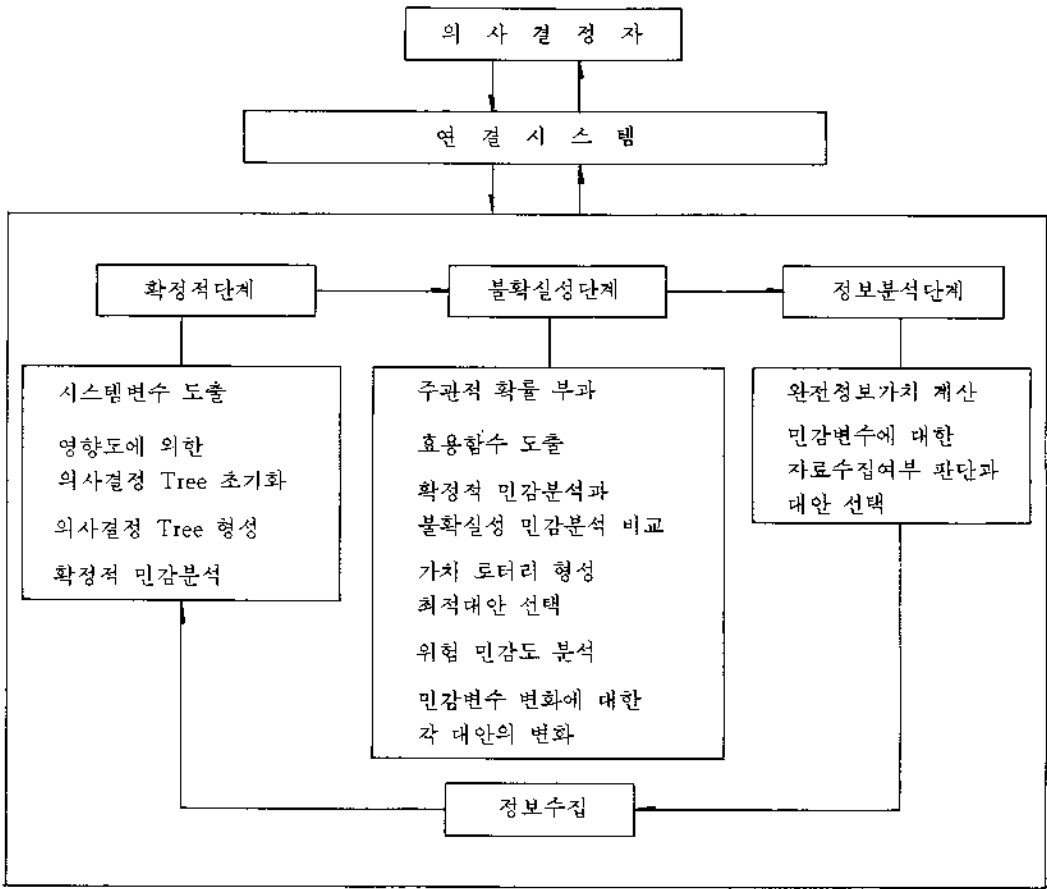 의 사 결 정 자
연 결 시 스 템
확정적단계
불확실성단계
정보분석단계
시스템변수 도출
영향도에 의한
의사결정 Tree 초기화
의사결정 Tree 형성
확정적 민감분석
주관적 확률 부과
효용함수 도출
확정적 민감분석과
불확실성 민감분석 비교
가치 로터리 형성
최적대안 선택
위험 민감도 분석
민감변수 변화에 대한
각 대안의 변화
완전정보가치 계산
민감변수에 대한
자료수집여부 판단과
대안 선택
정보수집